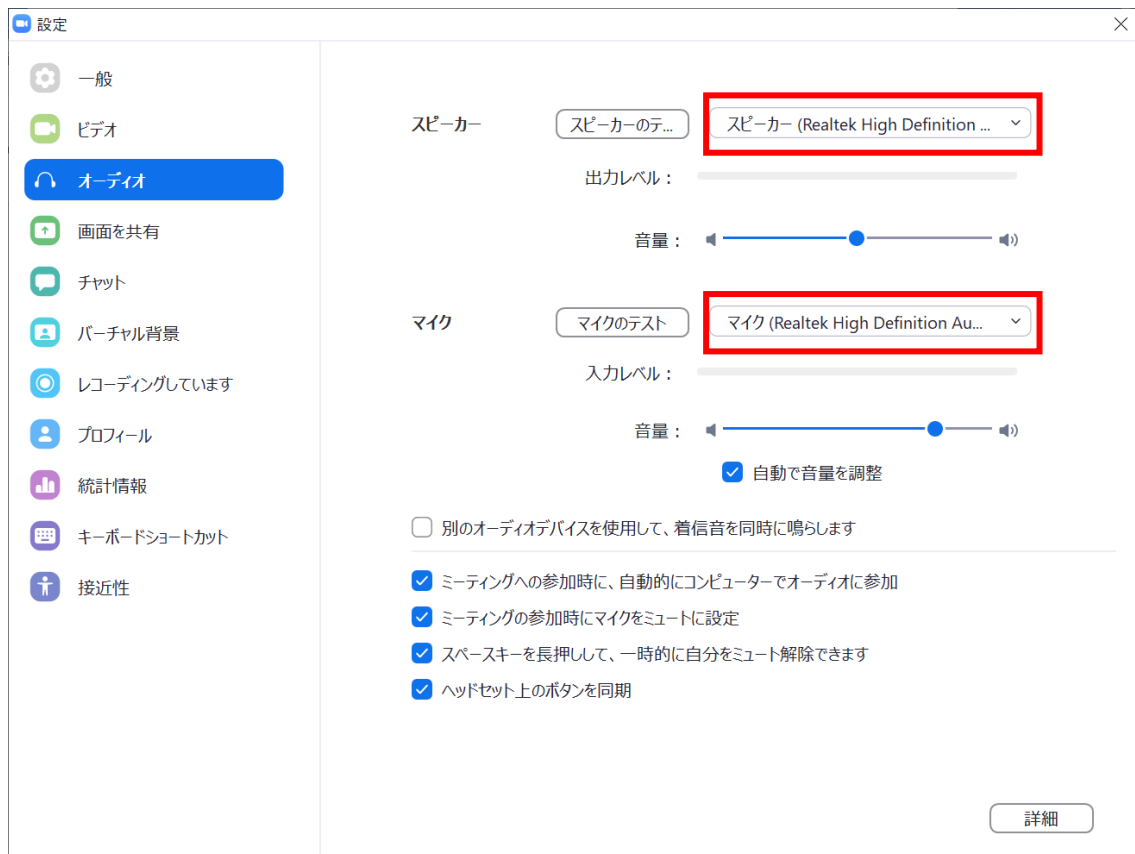 設定
一般
ビデオ
オーディオ
画面を共有
チャット
バーチャル背景
レコーディングしています
プロフィール
統計情報
キーボードショートカット
接近性
スピーカー
スピーカーのテ...
スピーカー (Realtek High Definition ...
出力レベル：
音量：
マイク
マイクのテスト
マイク (Realtek High Definition Au...
入力レベル：
音量：
自動で音量を調整
別のオーディオデバイスを使用して、着信音を同時に鳴らします
ミーティングへの参加時に、自動的にコンピューターでオーディオに参加
ミーティングの参加時にマイクをミュートに設定
スペースキーを長押しして、一時的に自分をミュート解除できます
ヘッドセット上のボタンを同期
詳細